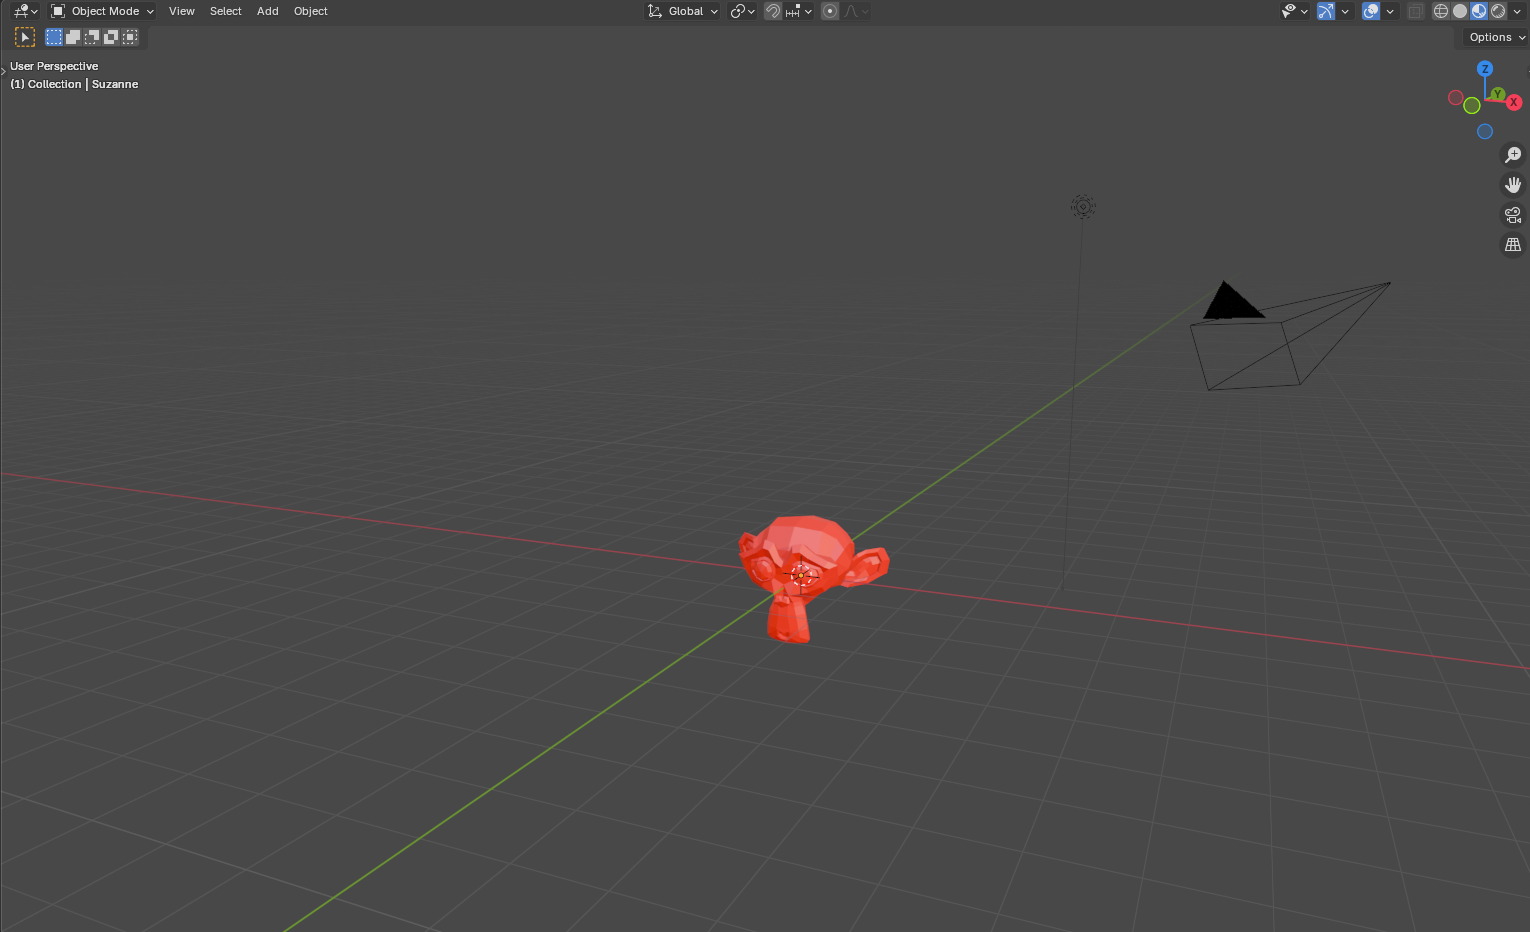 Object Mode View Select Add Object Global
Options
User Perspective
(1) Collection | Suzanne
Z
Y
X